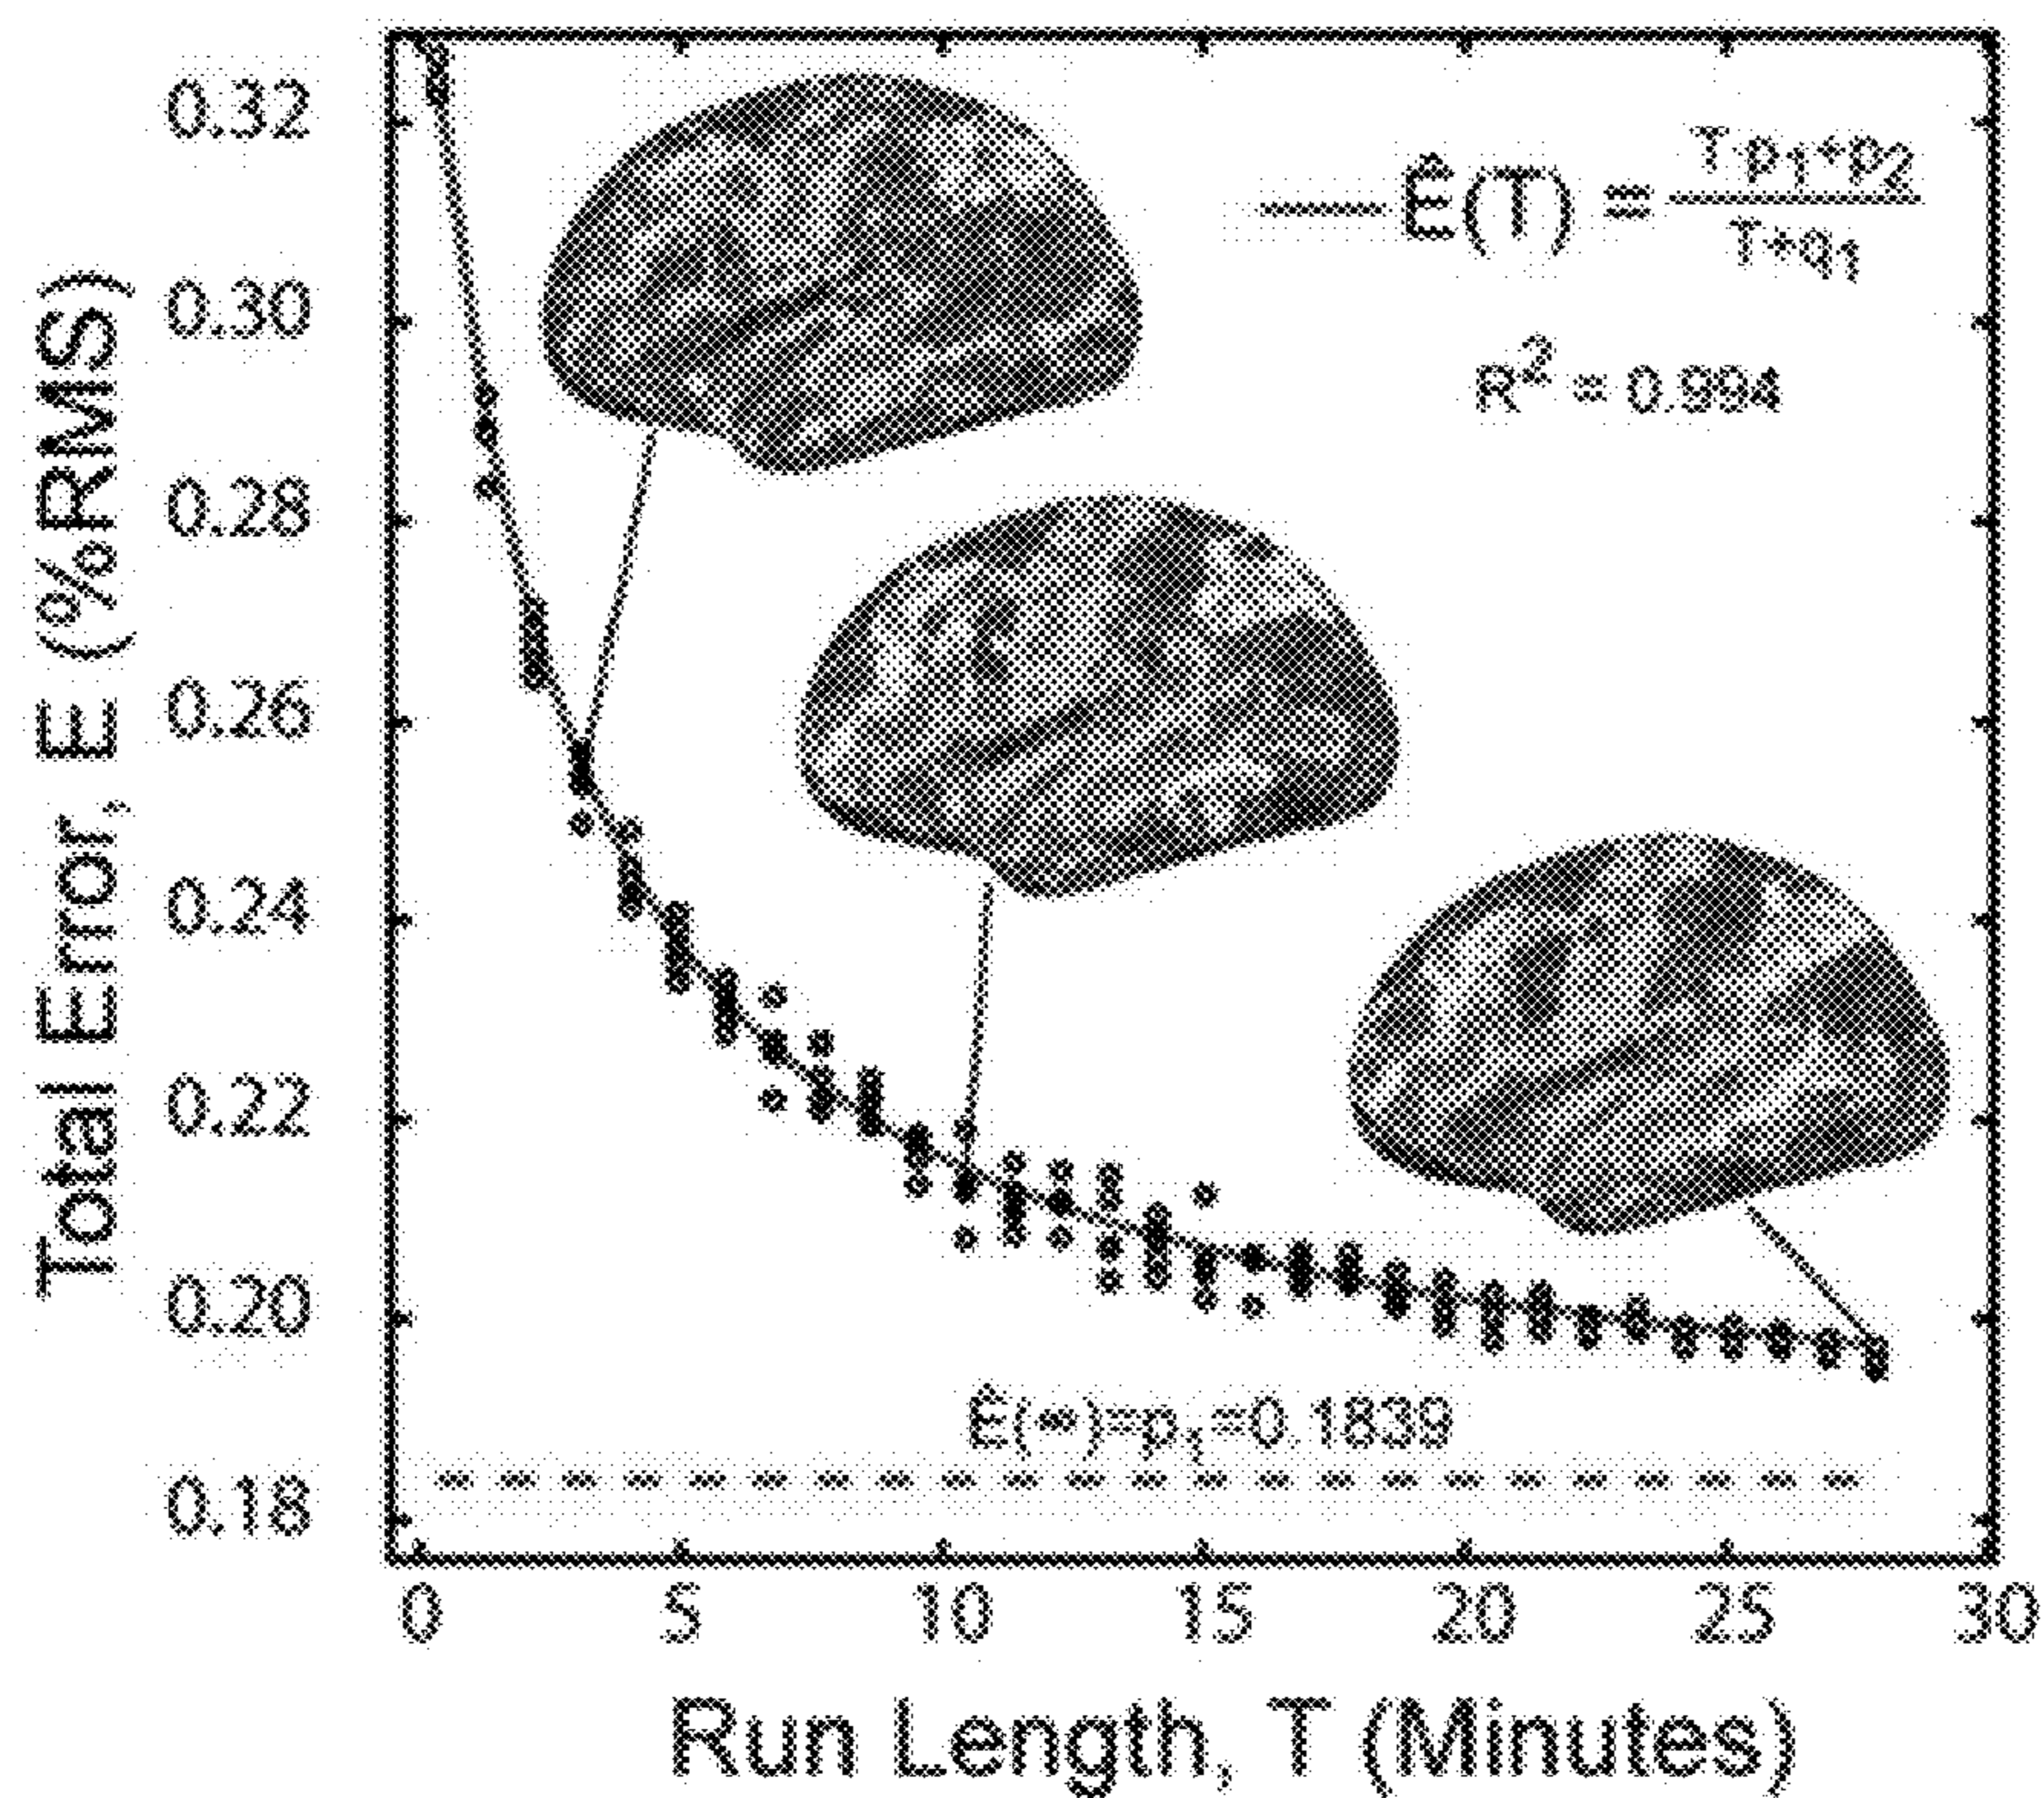 Total Error, E (%RMS)
0.32
0.30
0.28
0.26
0.24
0.22
0.20
0.18
Ê(T) = T p₁+p₂
T+q₁
R² = 0.994
Ê(∞)=p₁=0.1839
0 5 10 15 20 25 30
Run Length, T (Minutes)